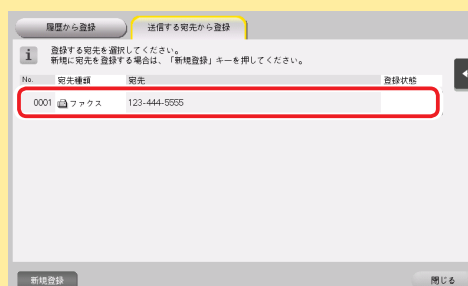 履歴から登録
送信する宛先から登録
i
登録する宛先を選択してください。
新規に宛先を登録する場合は、「新規登録」キーを押してください。
No. 宛先種類 宛先 登録状態
0001 ファクス 123-444-5555
新規登録
閉じる